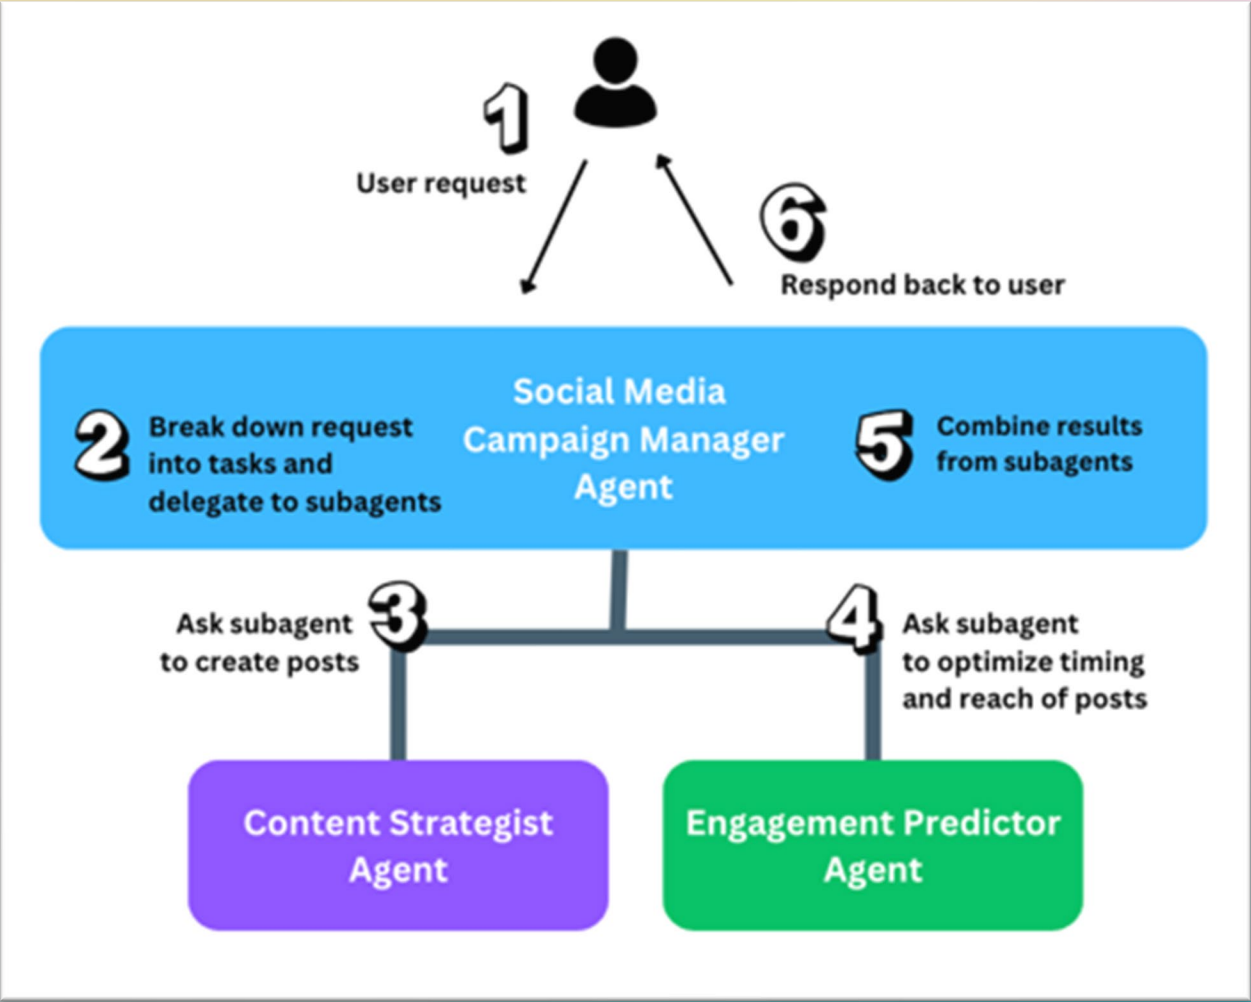 1
User request
6
Respond back to user
Social Media
Campaign Manager
Agent
2
Break down request
into tasks and
delegate to subagents
5
Combine results
from subagents
3
Ask subagent
to create posts
4
Ask subagent
to optimize timing
and reach of posts
Content Strategist
Agent
Engagement Predictor
Agent